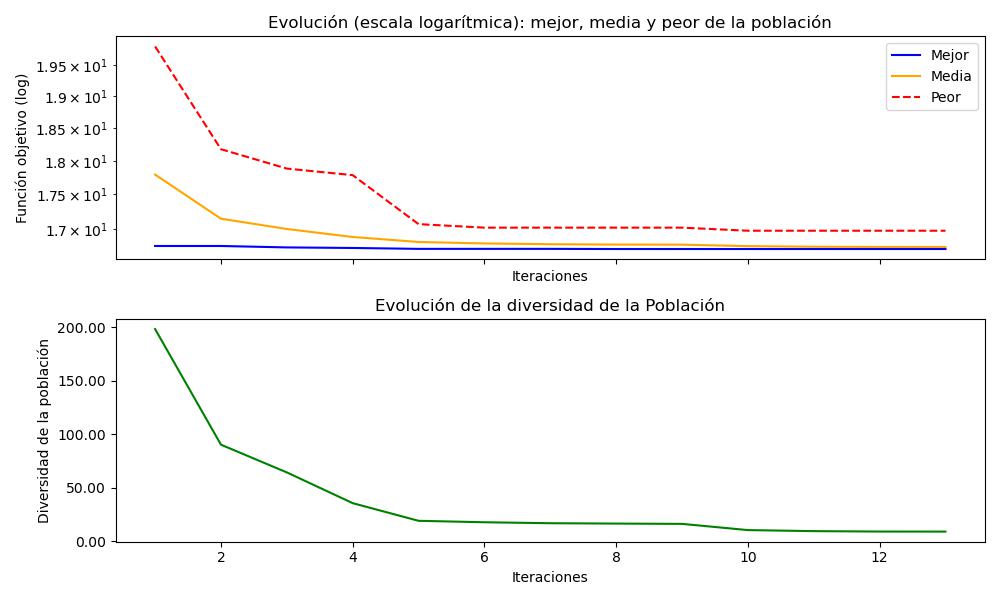 Evolución (escala logarítmica): mejor, media y peor de la población
Función objetivo (log)
1.95 × 10¹
1.9 × 10¹
1.85 × 10¹
1.8 × 10¹
1.75 × 10¹
1.7 × 10¹
Mejor
Media
Peor
Iteraciones
Evolución de la diversidad de la Población
Diversidad de la población
200.00
150.00
100.00
50.00
0.00
2 4 6 8 10 12
Iteraciones